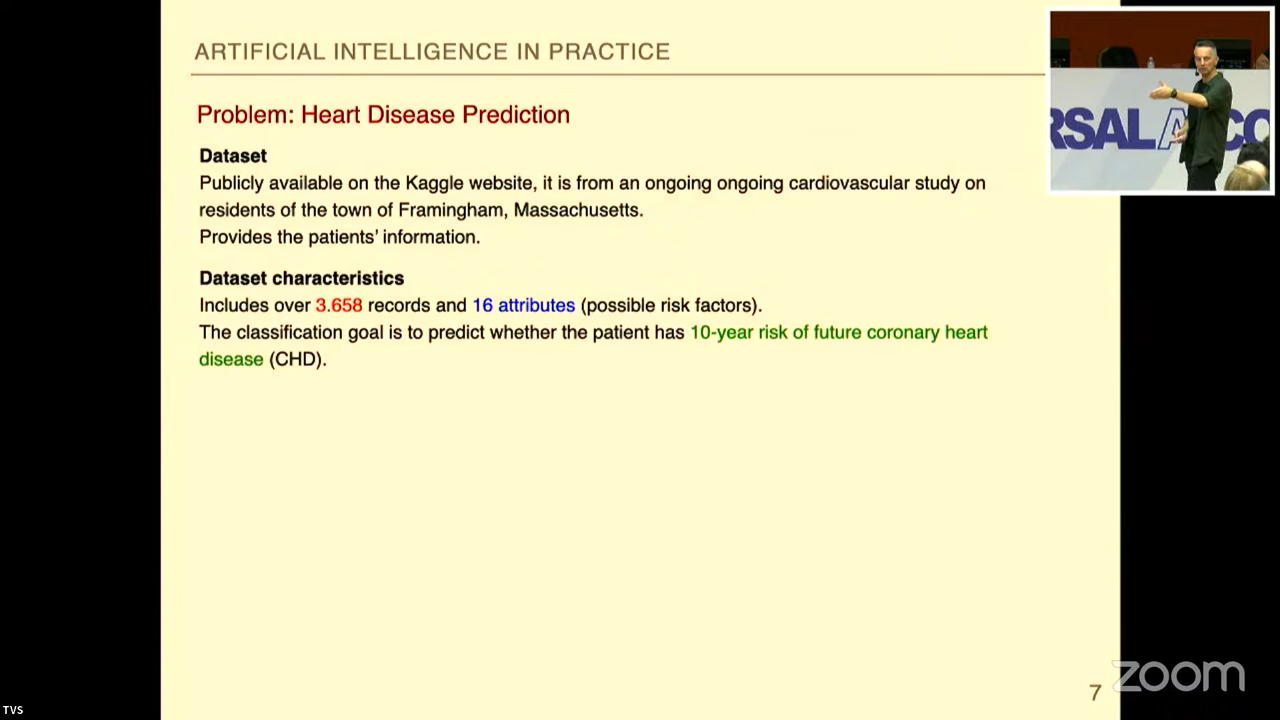 ARTIFICIAL INTELLIGENCE IN PRACTICE
Problem: Heart Disease Prediction
Dataset
Publicly available on the Kaggle website, it is from an ongoing ongoing cardiovascular study on
residents of the town of Framingham, Massachusetts.
Provides the patients' information.
Dataset characteristics
Includes over 3.658 records and 16 attributes (possible risk factors).
The classification goal is to predict whether the patient has 10-year risk of future coronary heart
disease (CHD).
RSAL A CO
7
zoom
TVS